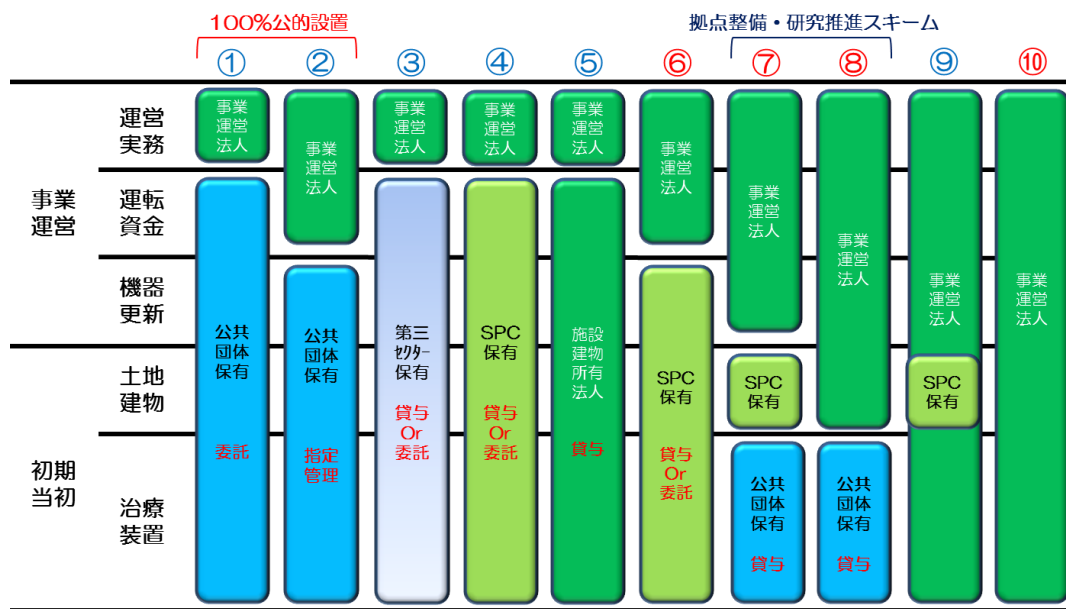 100%公的設置
拠点整備・研究推進スキーム
①
②
③
④
⑤
⑥
⑦
⑧
⑨
⑩
事業
運営
初期
当初
運営
実務
運転
資金
機器
更新
土地
建物
治療
装置
事業
運営
法人
公共
団体
保有
委託
事業
運営
法人
公共
団体
保有
指定
管理
事業
運営
法人
第三
ｾｸﾀｰ
保有
貸与
Or
委託
事業
運営
法人
SPC
保有
貸与
Or
委託
事業
運営
法人
施設
建物
所有
法人
貸与
事業
運営
法人
SPC
保有
貸与
Or
委託
事業
運営
法人
SPC
保有
公共
団体
保有
貸与
事業
運営
法人
公共
団体
保有
貸与
事業
運営
法人
SPC
保有
事業
運営
法人